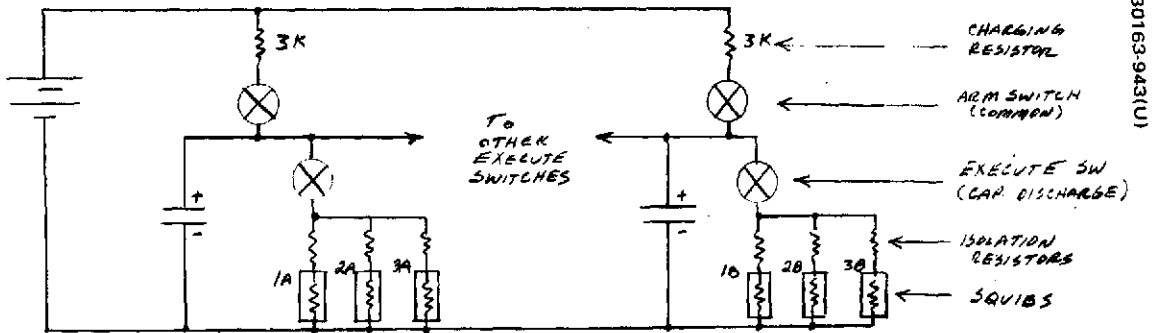 30163-943(U)
3K
3K
CHARGING
RESISTOR
ARM SWITCH
(COMMON)
TO
OTHER
EXECUTE
SWITCHES
EXECUTE SW
(CAP. DISCHARGE)
+
-
+
-
ISOLATION
RESISTORS
1A
2A
3A
1B
2B
3B
SQUIBS